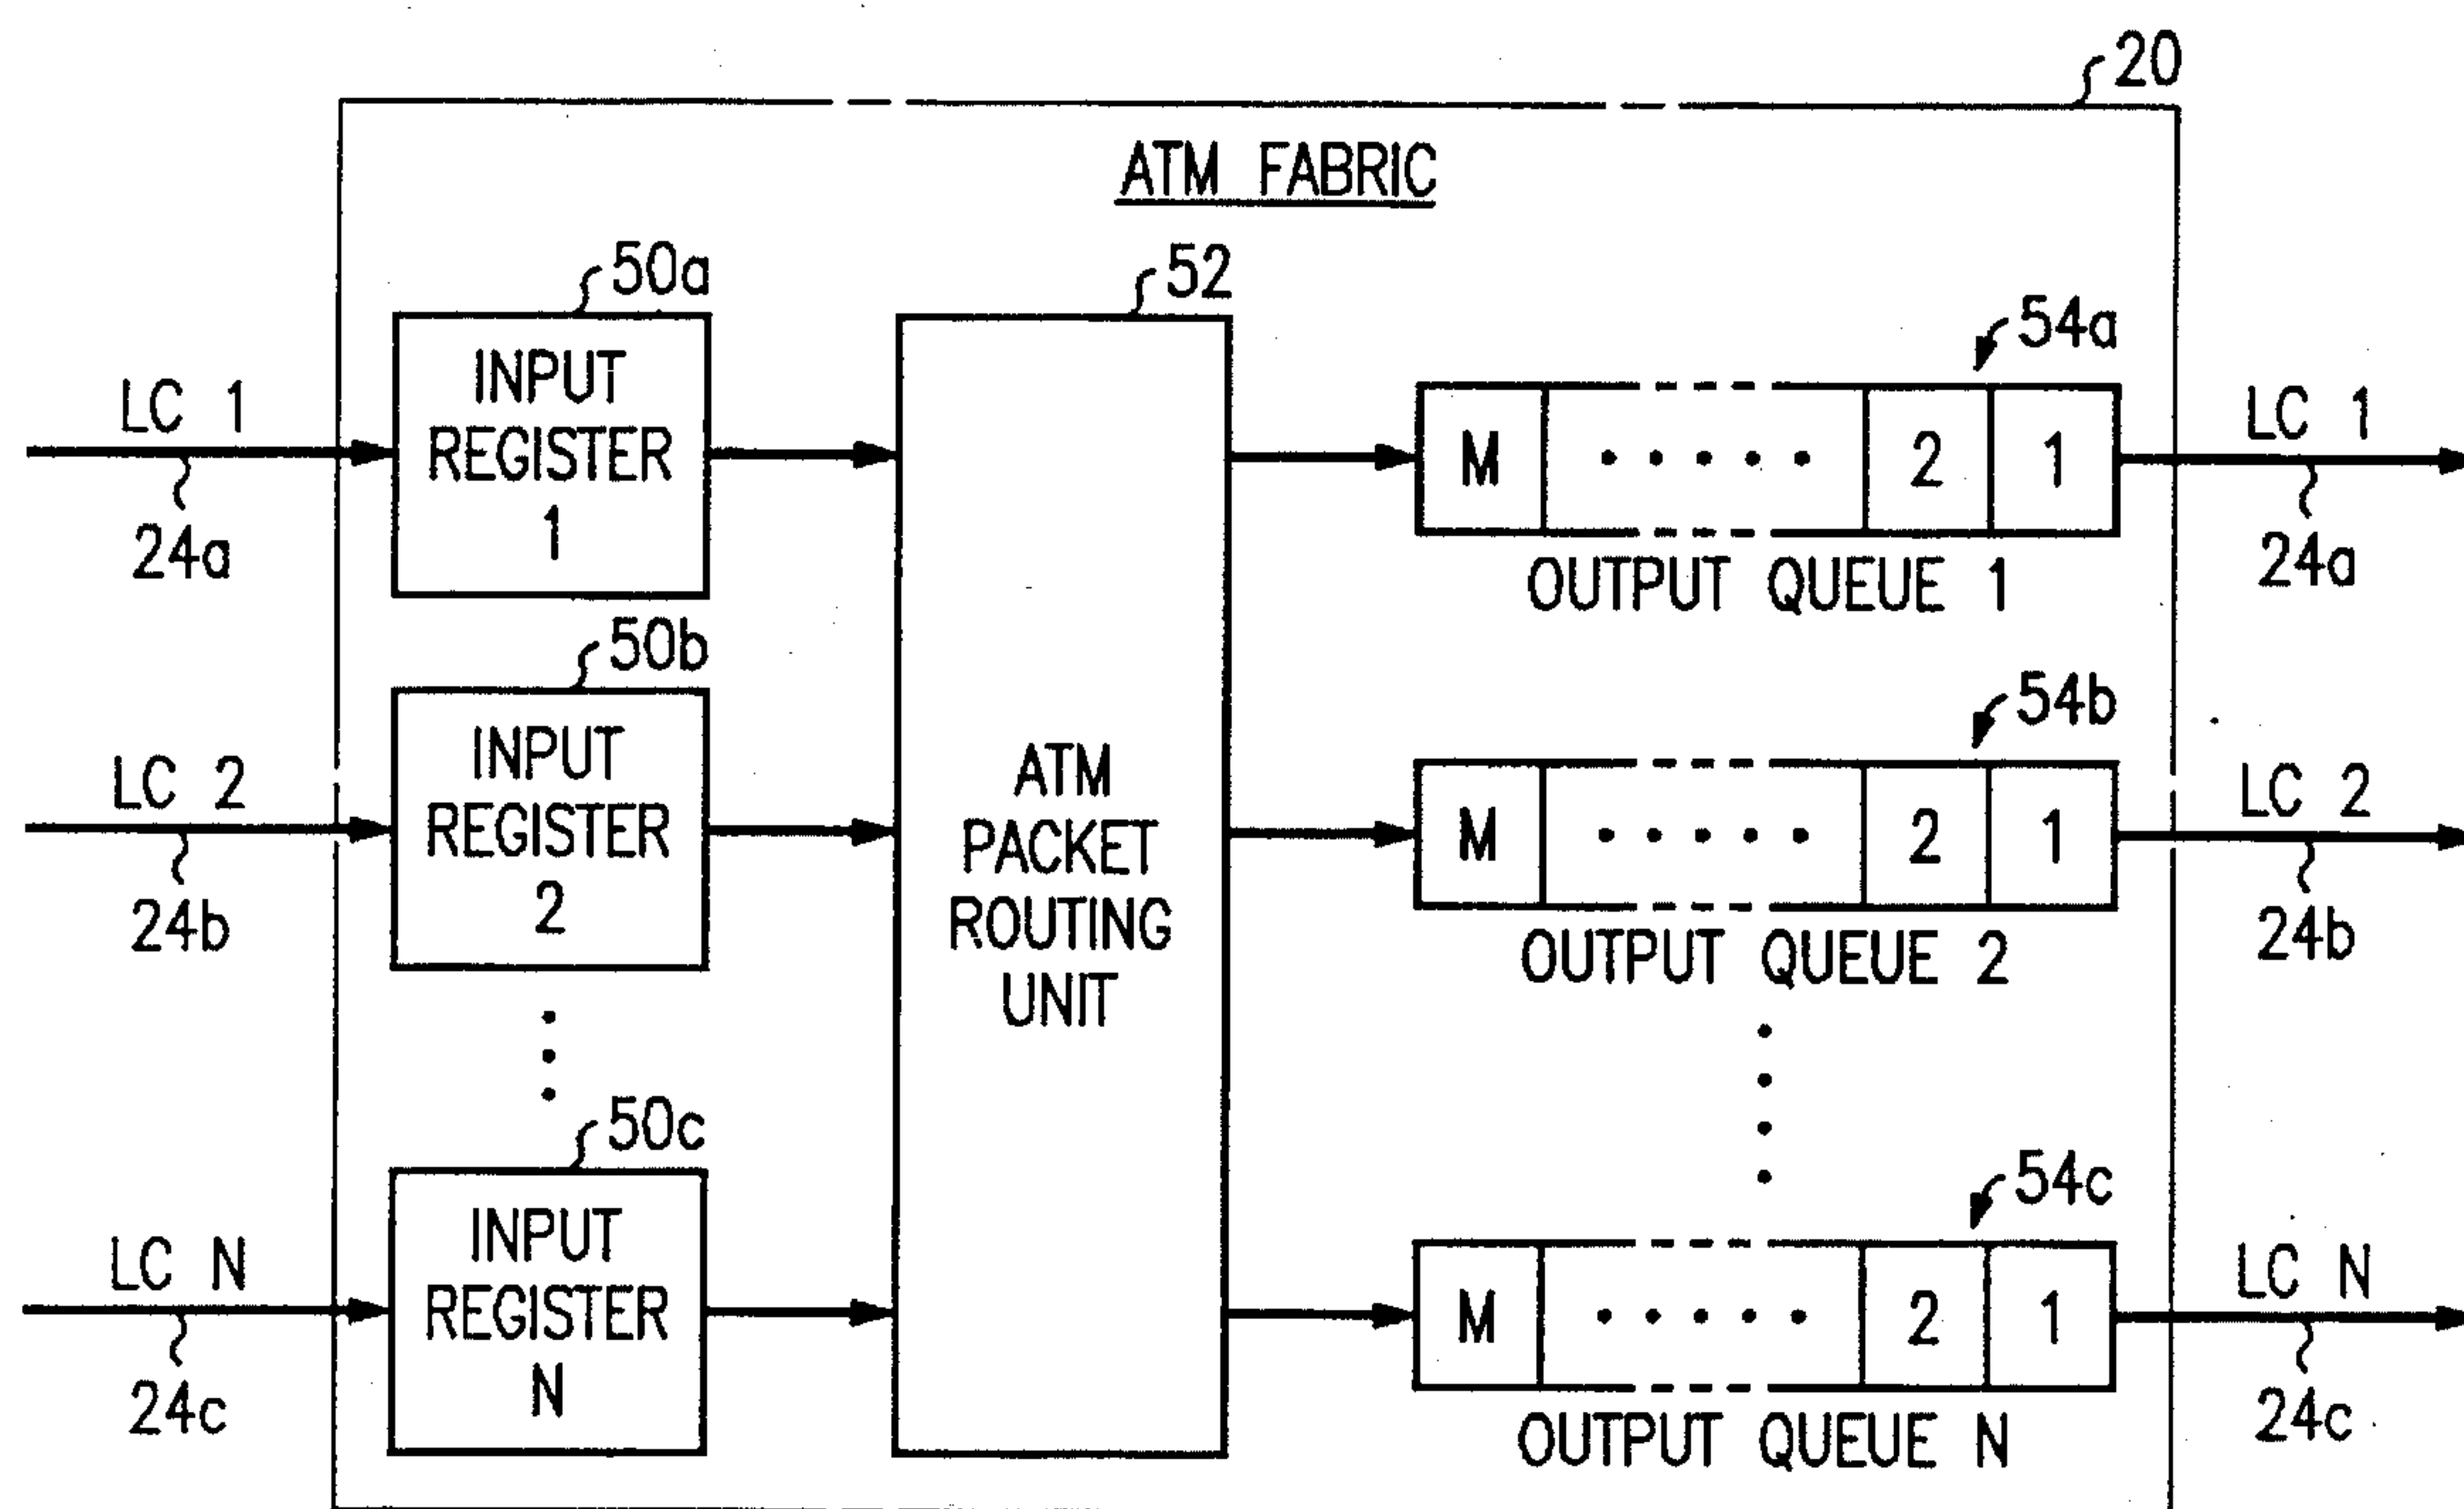 20
ATM FABRIC
50a
52
54a
LC 1
INPUT
REGISTER
1
M
2
1
LC 1
24a
OUTPUT QUEUE 1
24a
50b
54b
LC 2
INPUT
REGISTER
2
ATM
PACKET
ROUTING
UNIT
M
2
1
LC 2
24b
OUTPUT QUEUE 2
24b
50c
54c
LC N
INPUT
REGISTER
N
M
2
1
LC N
24c
OUTPUT QUEUE N
24c